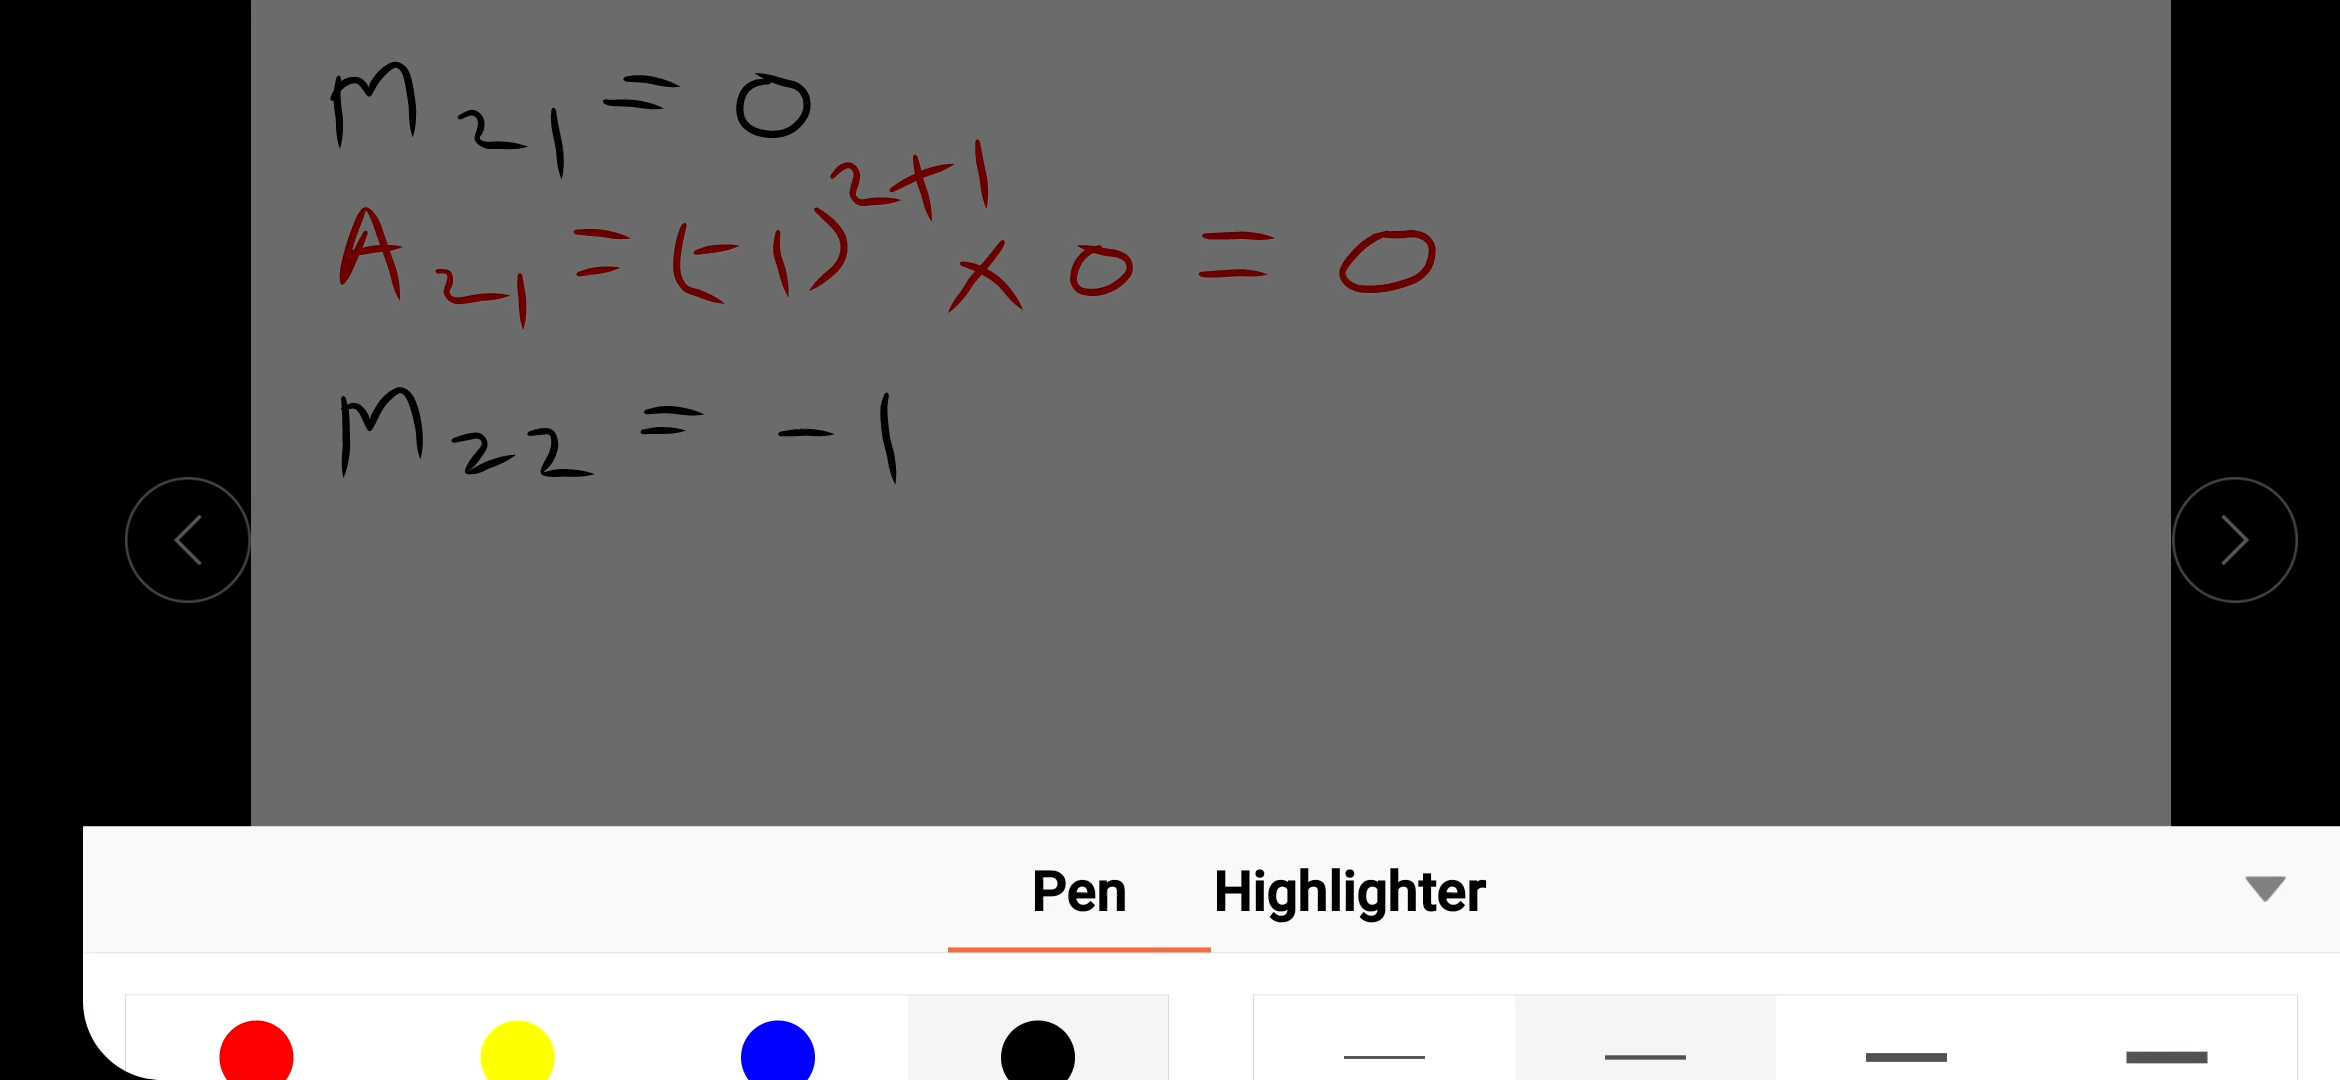 M₂₁ = 0
A₂₁ = (-1)²⁺¹ × 0 = 0
M₂₂ = -1
Pen Highlighter